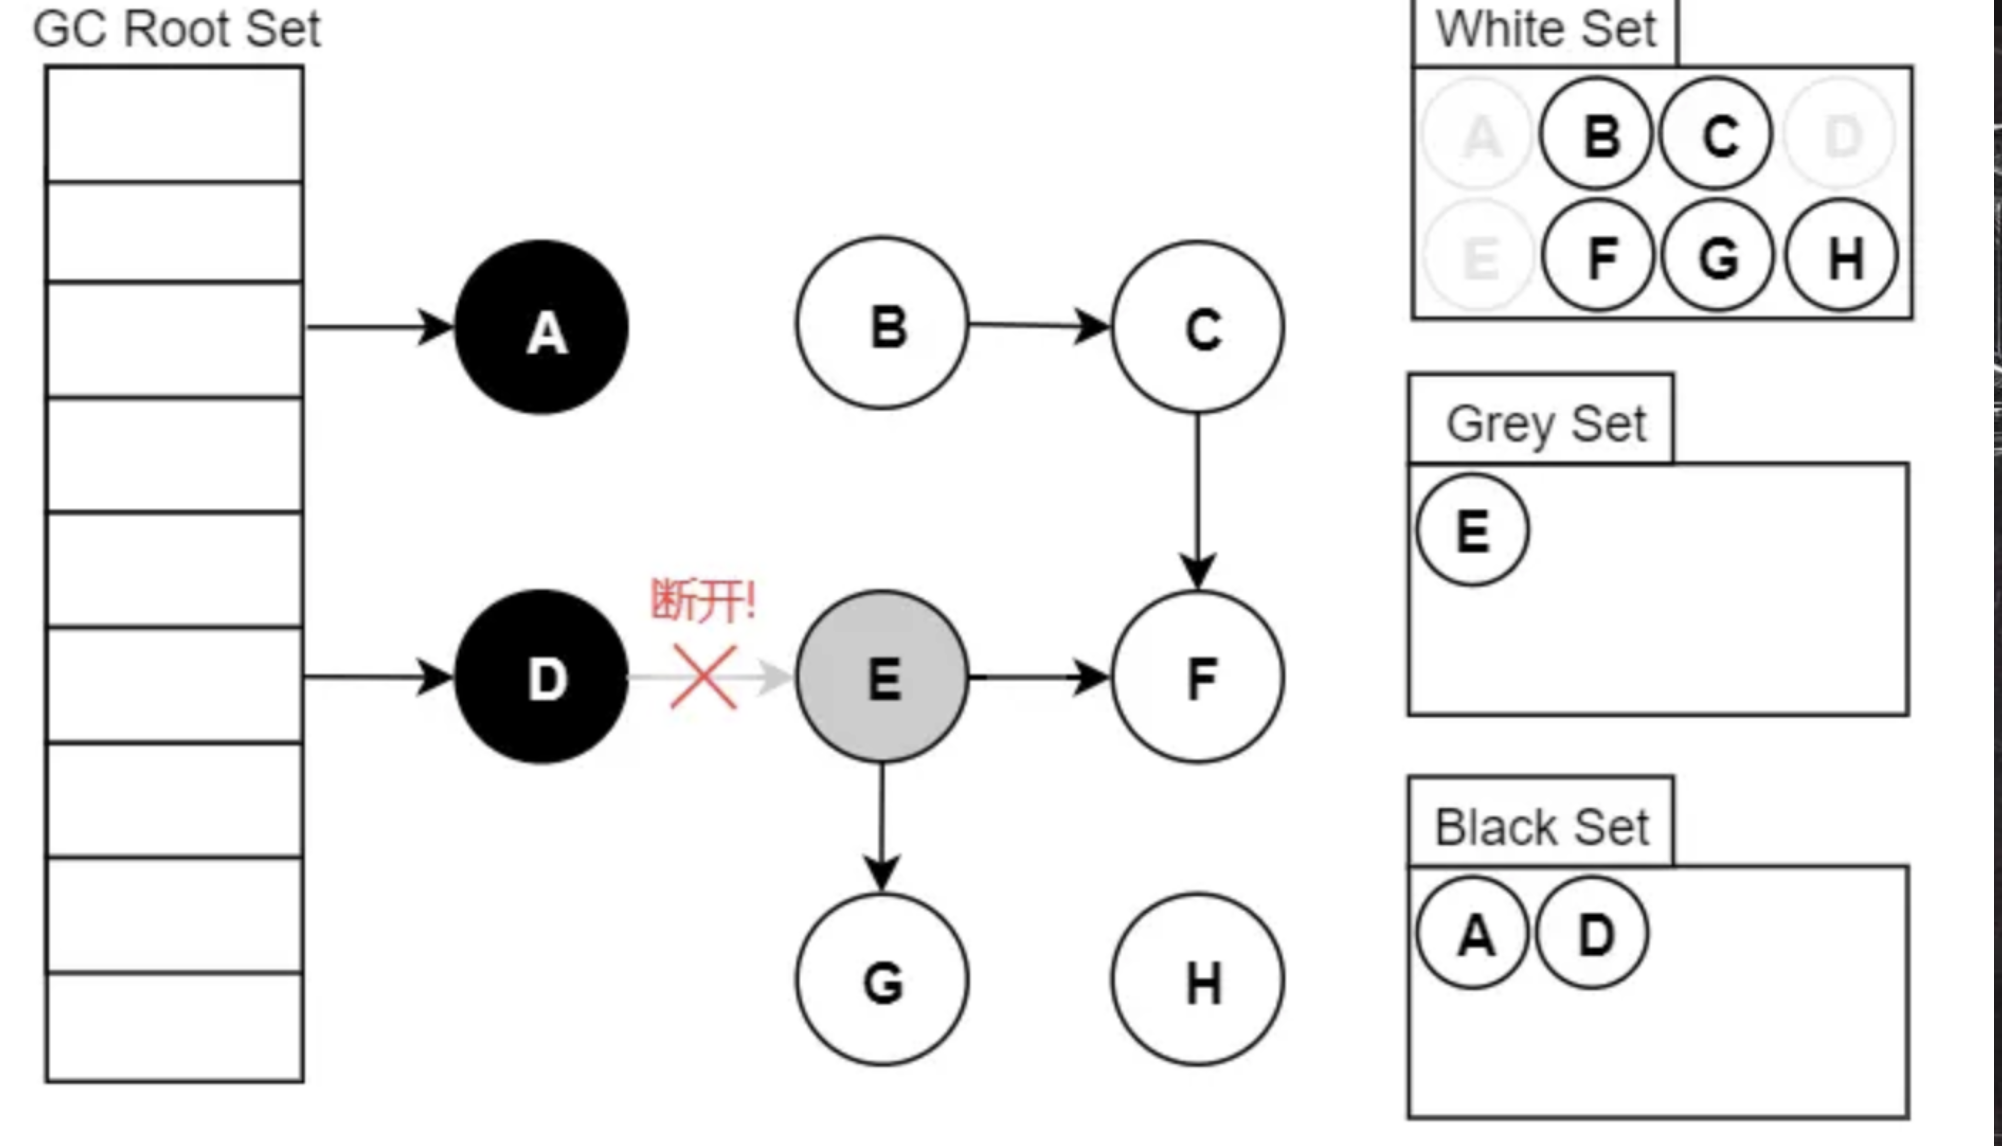 GC Root Set
White Set
A B C D
E F G H
A
B
C
Grey Set
E
断开!
D
E
F
Black Set
A D
G
H